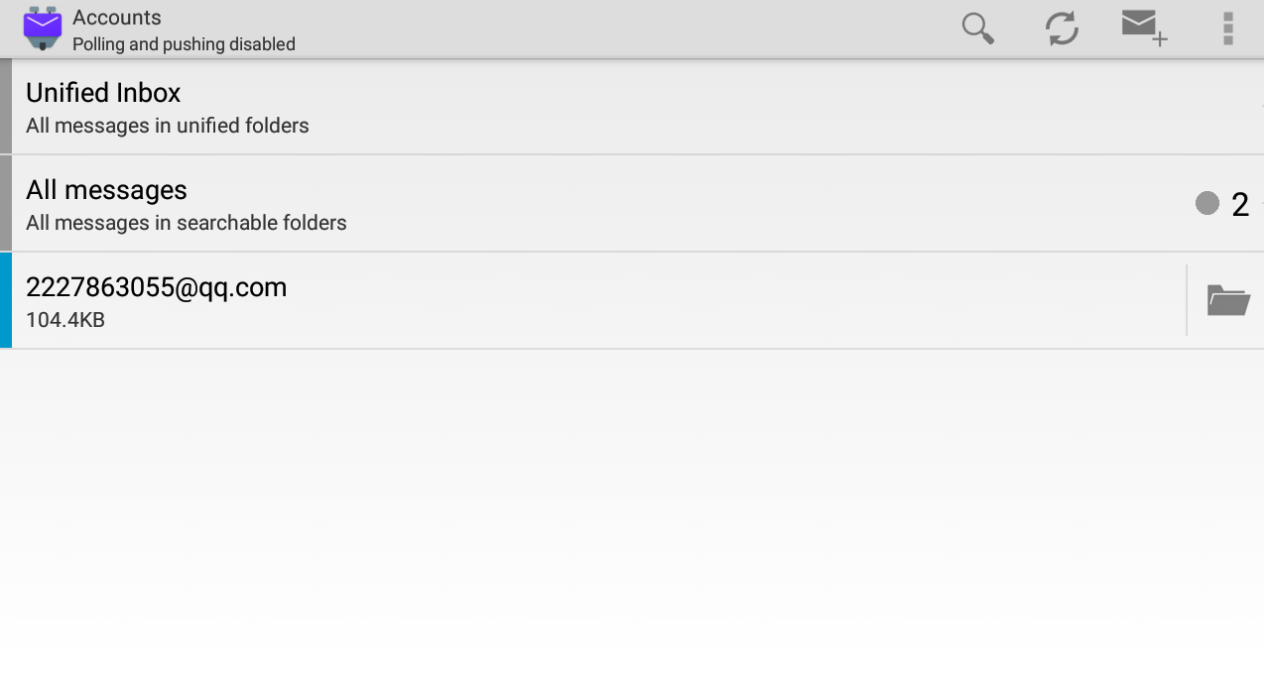 Accounts
Polling and pushing disabled
Unified Inbox
All messages in unified folders
All messages
All messages in searchable folders
2
2227863055@qq.com
104.4KB